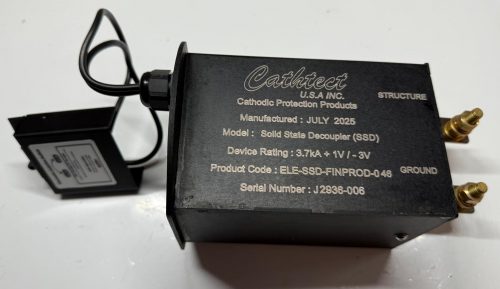 Cathtect
U.S.A INC.
Cathodic Protection Products
STRUCTURE
Manufactured : JULY 2025
Model : Solid State Decoupler (SSD)
Device Rating : 3.7kA + 1V / - 3V
Product Code : ELE-SSD-FINPROD-046
GROUND
Serial Number : J2936-006